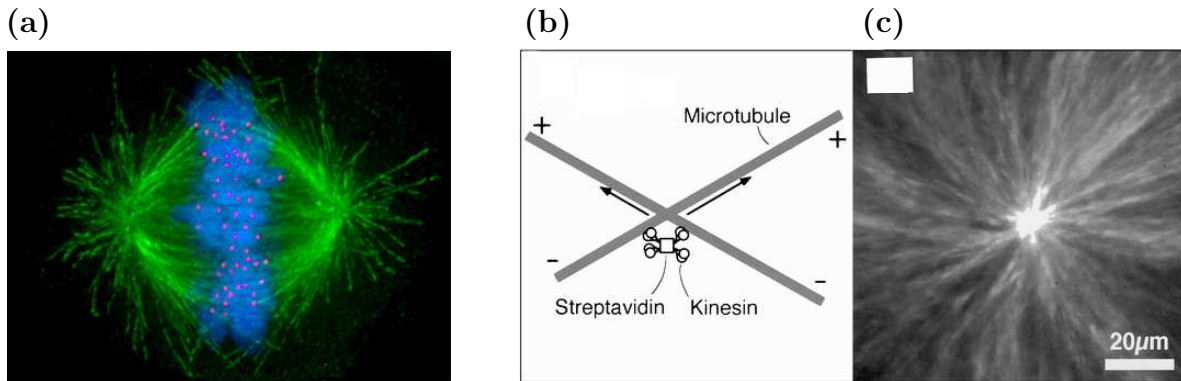 (a)
(b)
(c)
Microtubule
+
+
−
−
Streptavidin
Kinesin
20μm